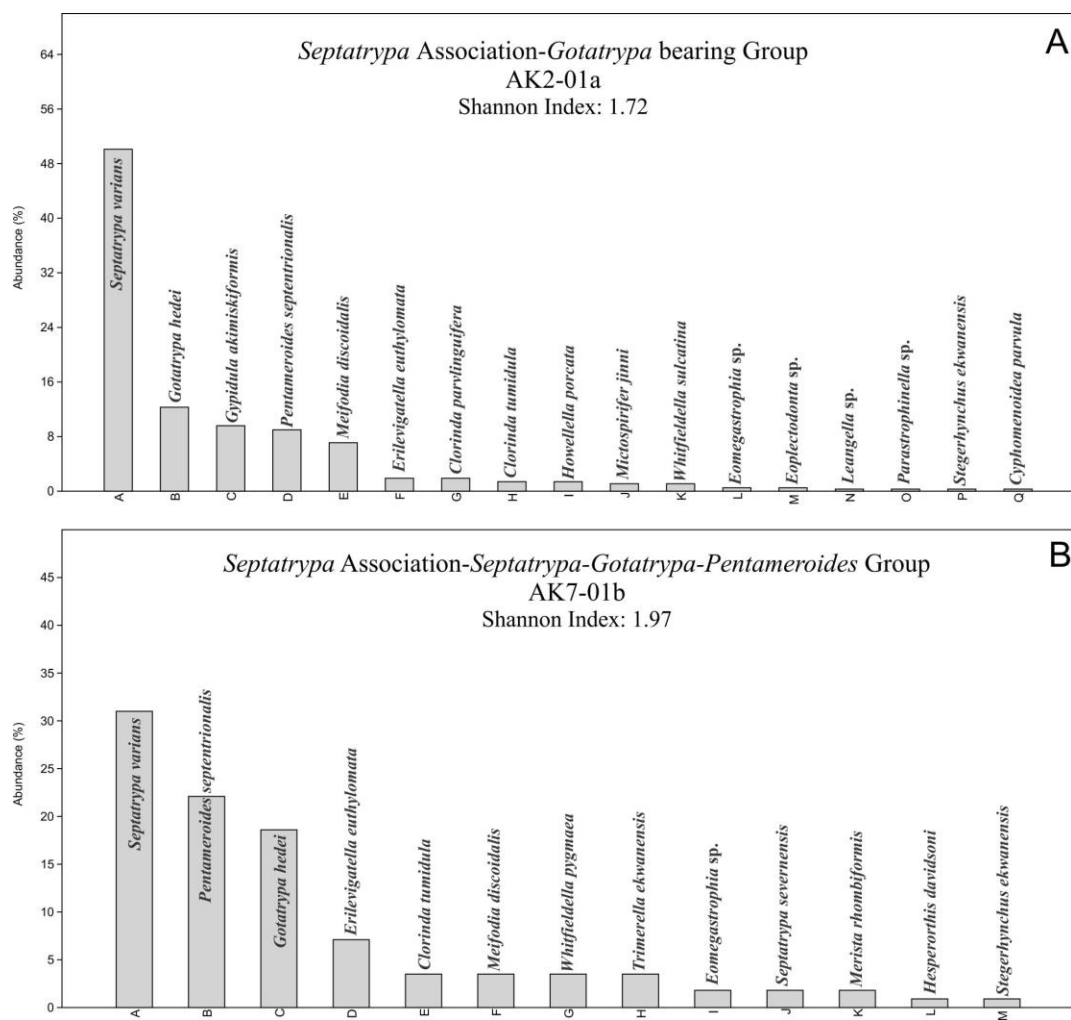 A
Septatrypa Association-Gotatrypa bearing Group
AK2-01a
Shannon Index: 1.72
Abundance (%)
64
56
48
40
32
24
16
8
0
Septatrypa varians
Gotatrypa hedei
Gypidula akimiskiformis
Pentameroides septentrionalis
Meifodia discoidalis
Erilevigatella euthylomata
Clorinda parvlinguifera
Clorinda tumidula
Howellella porcata
Mictospirifer jinni
Whitfieldella sulcatina
Eomegastrophia sp.
Eoplectodonta sp.
Leangella sp.
Parastrophinella sp.
Stegerhynchus ekwanensis
Cyphomenoidea parvula
A B C D E F G H I J K L M N O P Q
B
Septatrypa Association-Septatrypa-Gotatrypa-Pentameroides Group
AK7-01b
Shannon Index: 1.97
Abundance (%)
45
40
35
30
25
20
15
10
5
0
Septatrypa varians
Pentameroides septentrionalis
Gotatrypa hedei
Erilevigatella euthylomata
Clorinda tumidula
Meifodia discoidalis
Whitfieldella pygmaea
Trimerella ekwanensis
Eomegastrophia sp.
Septatrypa severnensis
Merista rhombiformis
Hesperorthis davidsoni
Stegerhynchus ekwanensis
A B C D E F G H I J K L M